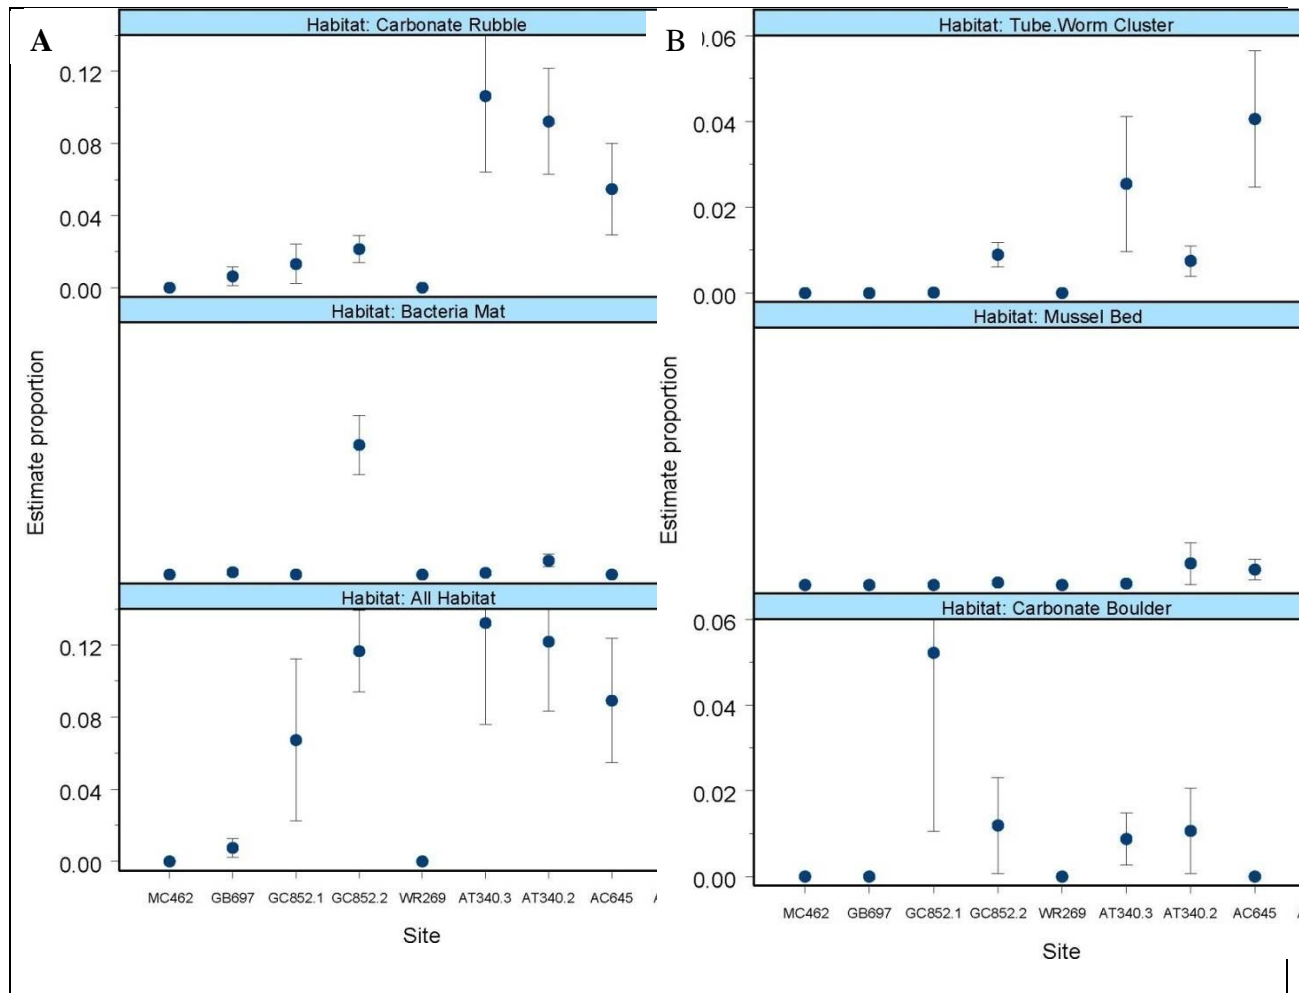 A
Habitat: Carbonate Rubble
0.12
0.08
0.04
0.00
Habitat: Bacteria Mat
Estimate proportion
Habitat: All Habitat
0.12
0.08
0.04
0.00
MC462 GB697 GC852.1 GC852.2 WR269 AT340.3 AT340.2 AC645
Site
B
Habitat: Tube.Worm Cluster
0.06
0.04
0.02
0.00
Habitat: Mussel Bed
Estimate proportion
Habitat: Carbonate Boulder
0.06
0.04
0.02
0.00
MC462 GB697 GC852.1 GC852.2 WR269 AT340.3 AT340.2 AC645
Site